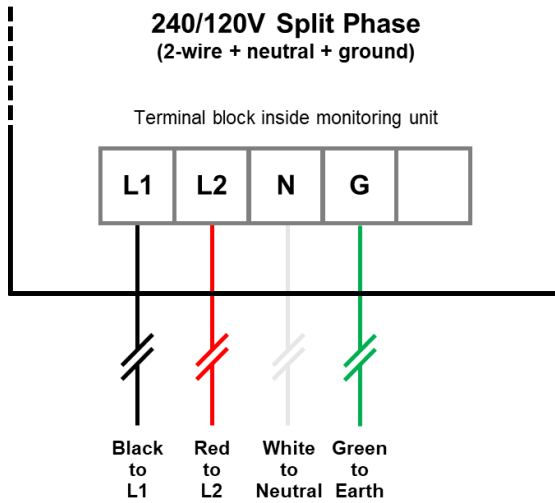 240/120V Split Phase
(2-wire + neutral + ground)
Terminal block inside monitoring unit
L1 L2 N G
Black to L1
Red to L2
White to Neutral
Green to Earth